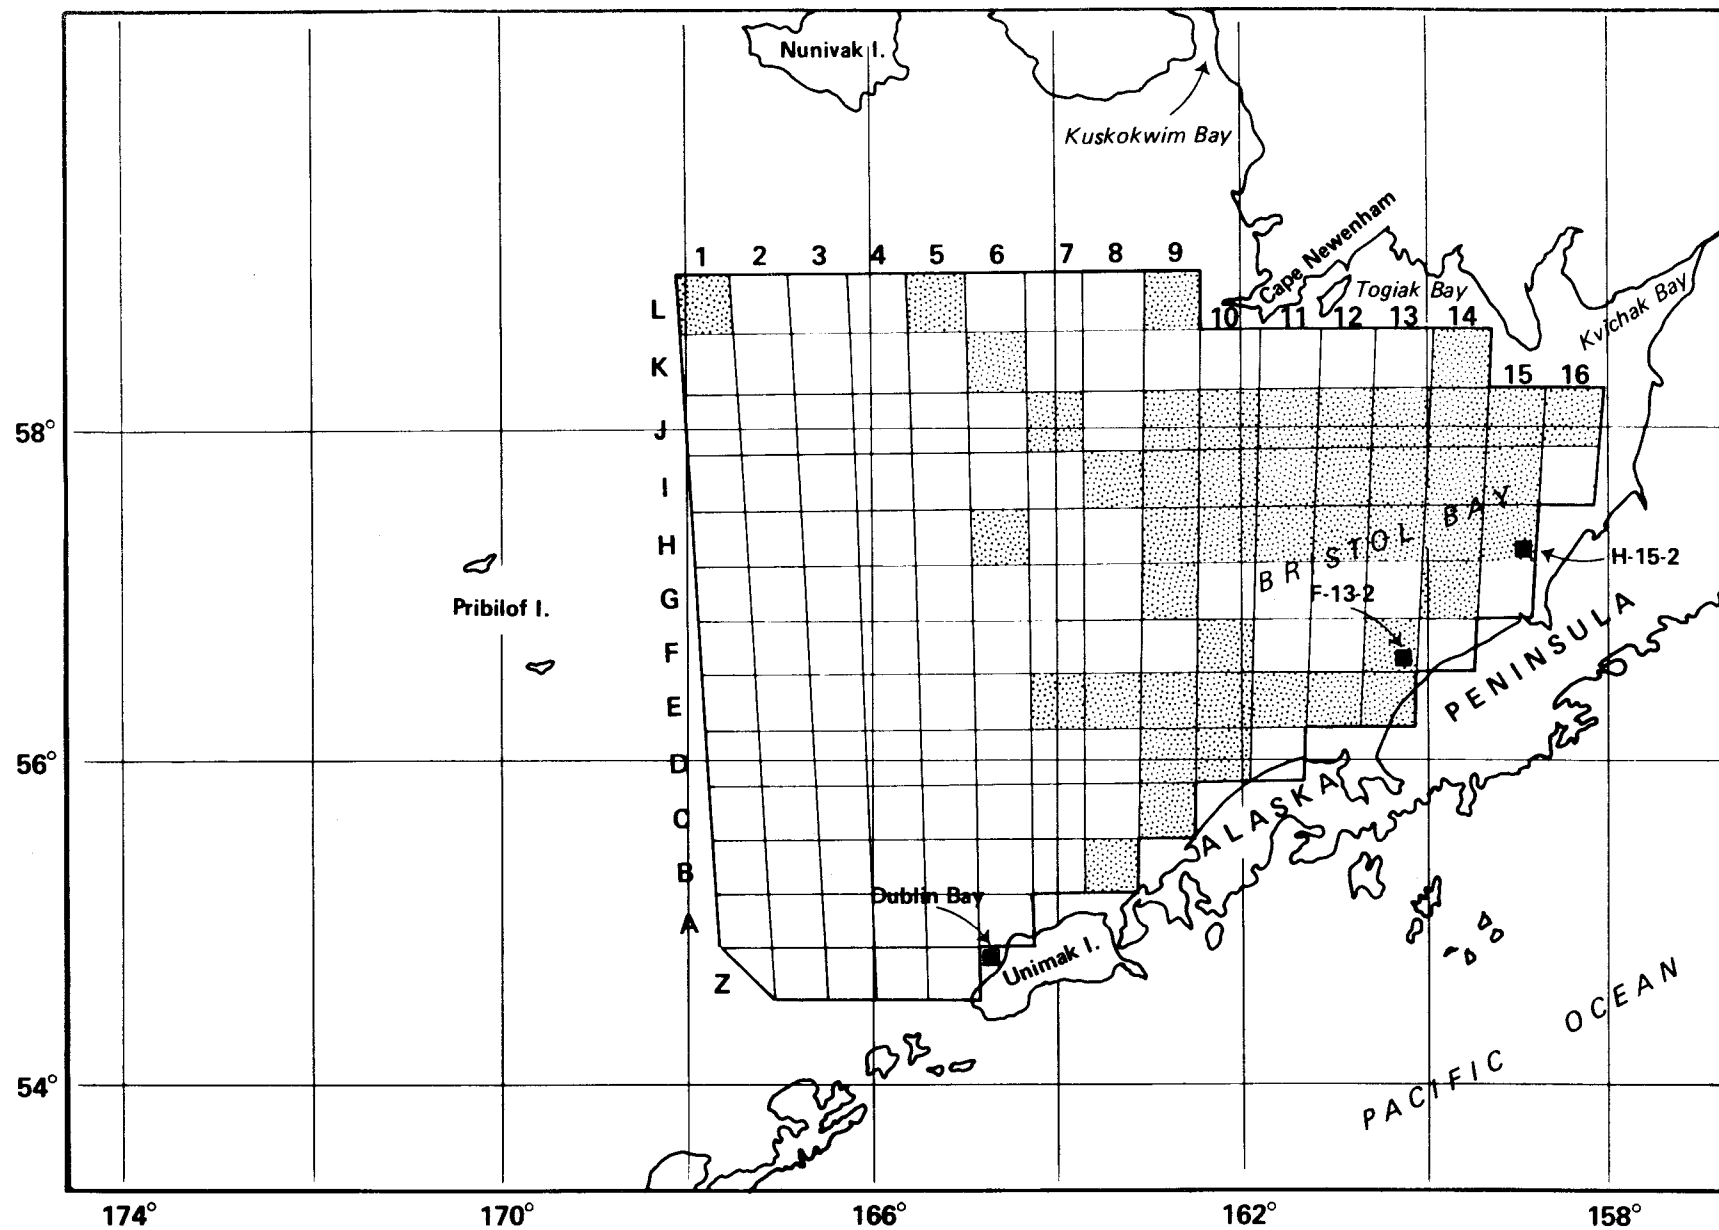 Nunivak I.
Kuskokwim Bay
Cape Newenham
Togiak Bay
Kvichak Bay
1 2 3 4 5 6 7 8 9
10 11 12 13 14
15 16
L
K
58° J
I
BRISTOL BAY
H
H-15-2
Pribilof I.
G
F-13-2
F
E
ALASKA PENINSULA
56° D
C
B
Dublin Bay
A
Unimak I.
Z
PACIFIC OCEAN
54°
174° 170° 166° 162° 158°